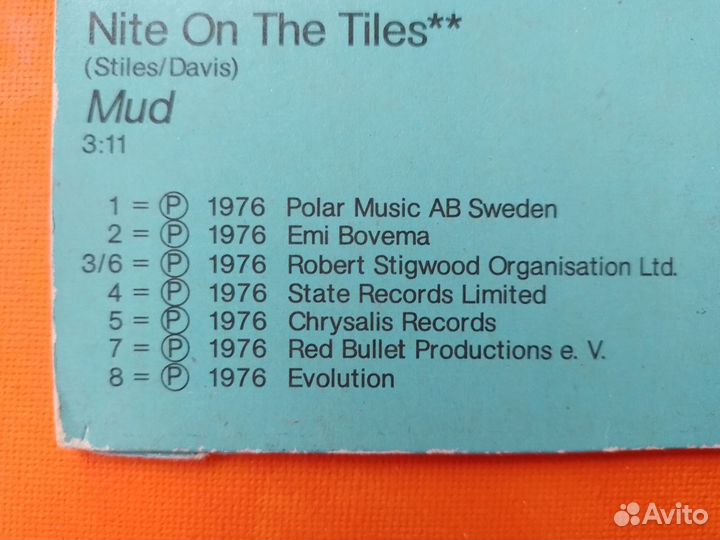 Nite On The Tiles**
(Stiles/Davis)
Mud
3:11
1 = Ⓟ 1976 Polar Music AB Sweden
2 = Ⓟ 1976 Emi Bovema
3/6 = Ⓟ 1976 Robert Stigwood Organisation Ltd.
4 = Ⓟ 1976 State Records Limited
5 = Ⓟ 1976 Chrysalis Records
7 = Ⓟ 1976 Red Bullet Productions e. V.
8 = Ⓟ 1976 Evolution
Avito